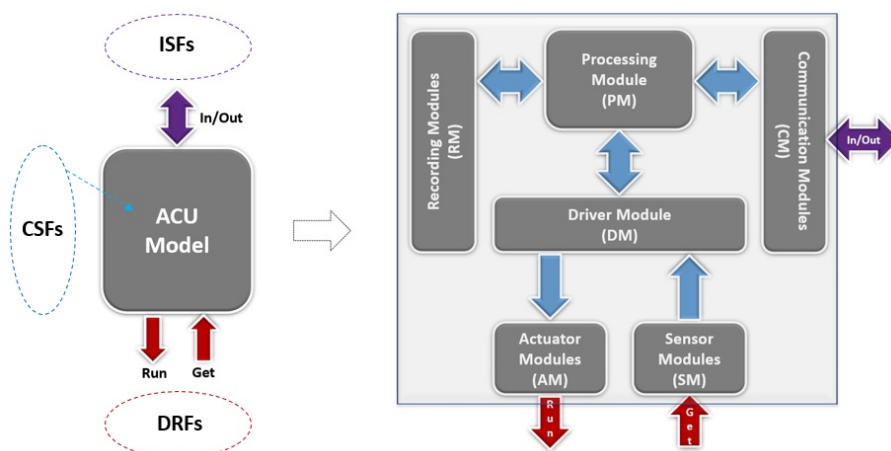 ISFs
In/Out
CSFs
ACU
Model
Run
Get
DRFs
Recording Modules
(RM)
Processing
Module
(PM)
Communication Modules
(CM)
In/Out
Driver Module
(DM)
Actuator
Modules
(AM)
Sensor
Modules
(SM)
Run
Get